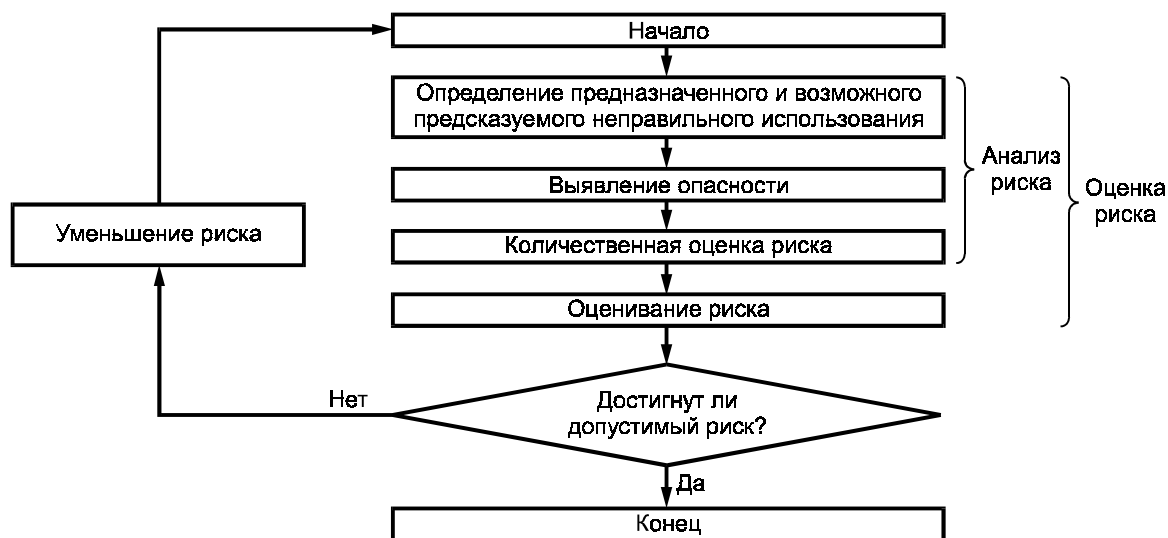 Начало
Определение предназначенного и возможного
предсказуемого неправильного использования
Анализ
риска
Выявление опасности
Оценка
риска
Уменьшение риска
Количественная оценка риска
Оценивание риска
Нет
Достигнут ли
допустимый риск?
Да
Конец